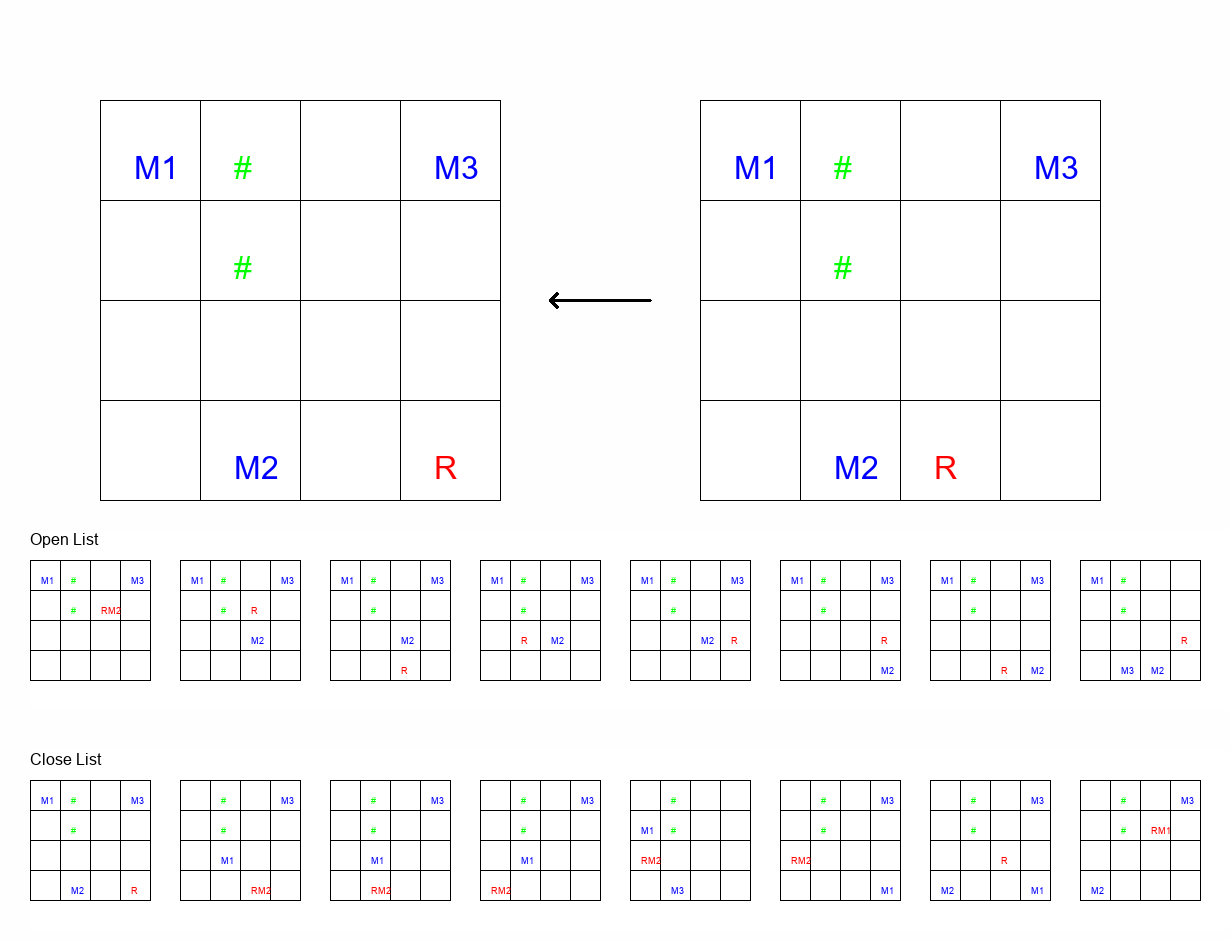 M1 # M3 M1 # M3
# #
M2 R M2 R
Open List
M1 # M3 M1 # M3 M1 # M3 M1 # M3 M1 # M3 M1 # M3 M1 # M3 M1 #
# RM2 # R # # # # # #
M2 M2 R M2 M2 R R R
R M2 R M2 M3 M2
Close List
M1 # M3 # M3 # M3 # M3 # # M3 # M3 # M3
# # # # M1 # # # # RM1
M1 M1 M1 RM2 RM2 R
M2 R RM2 RM2 RM2 M3 M1 M2 M1 M2